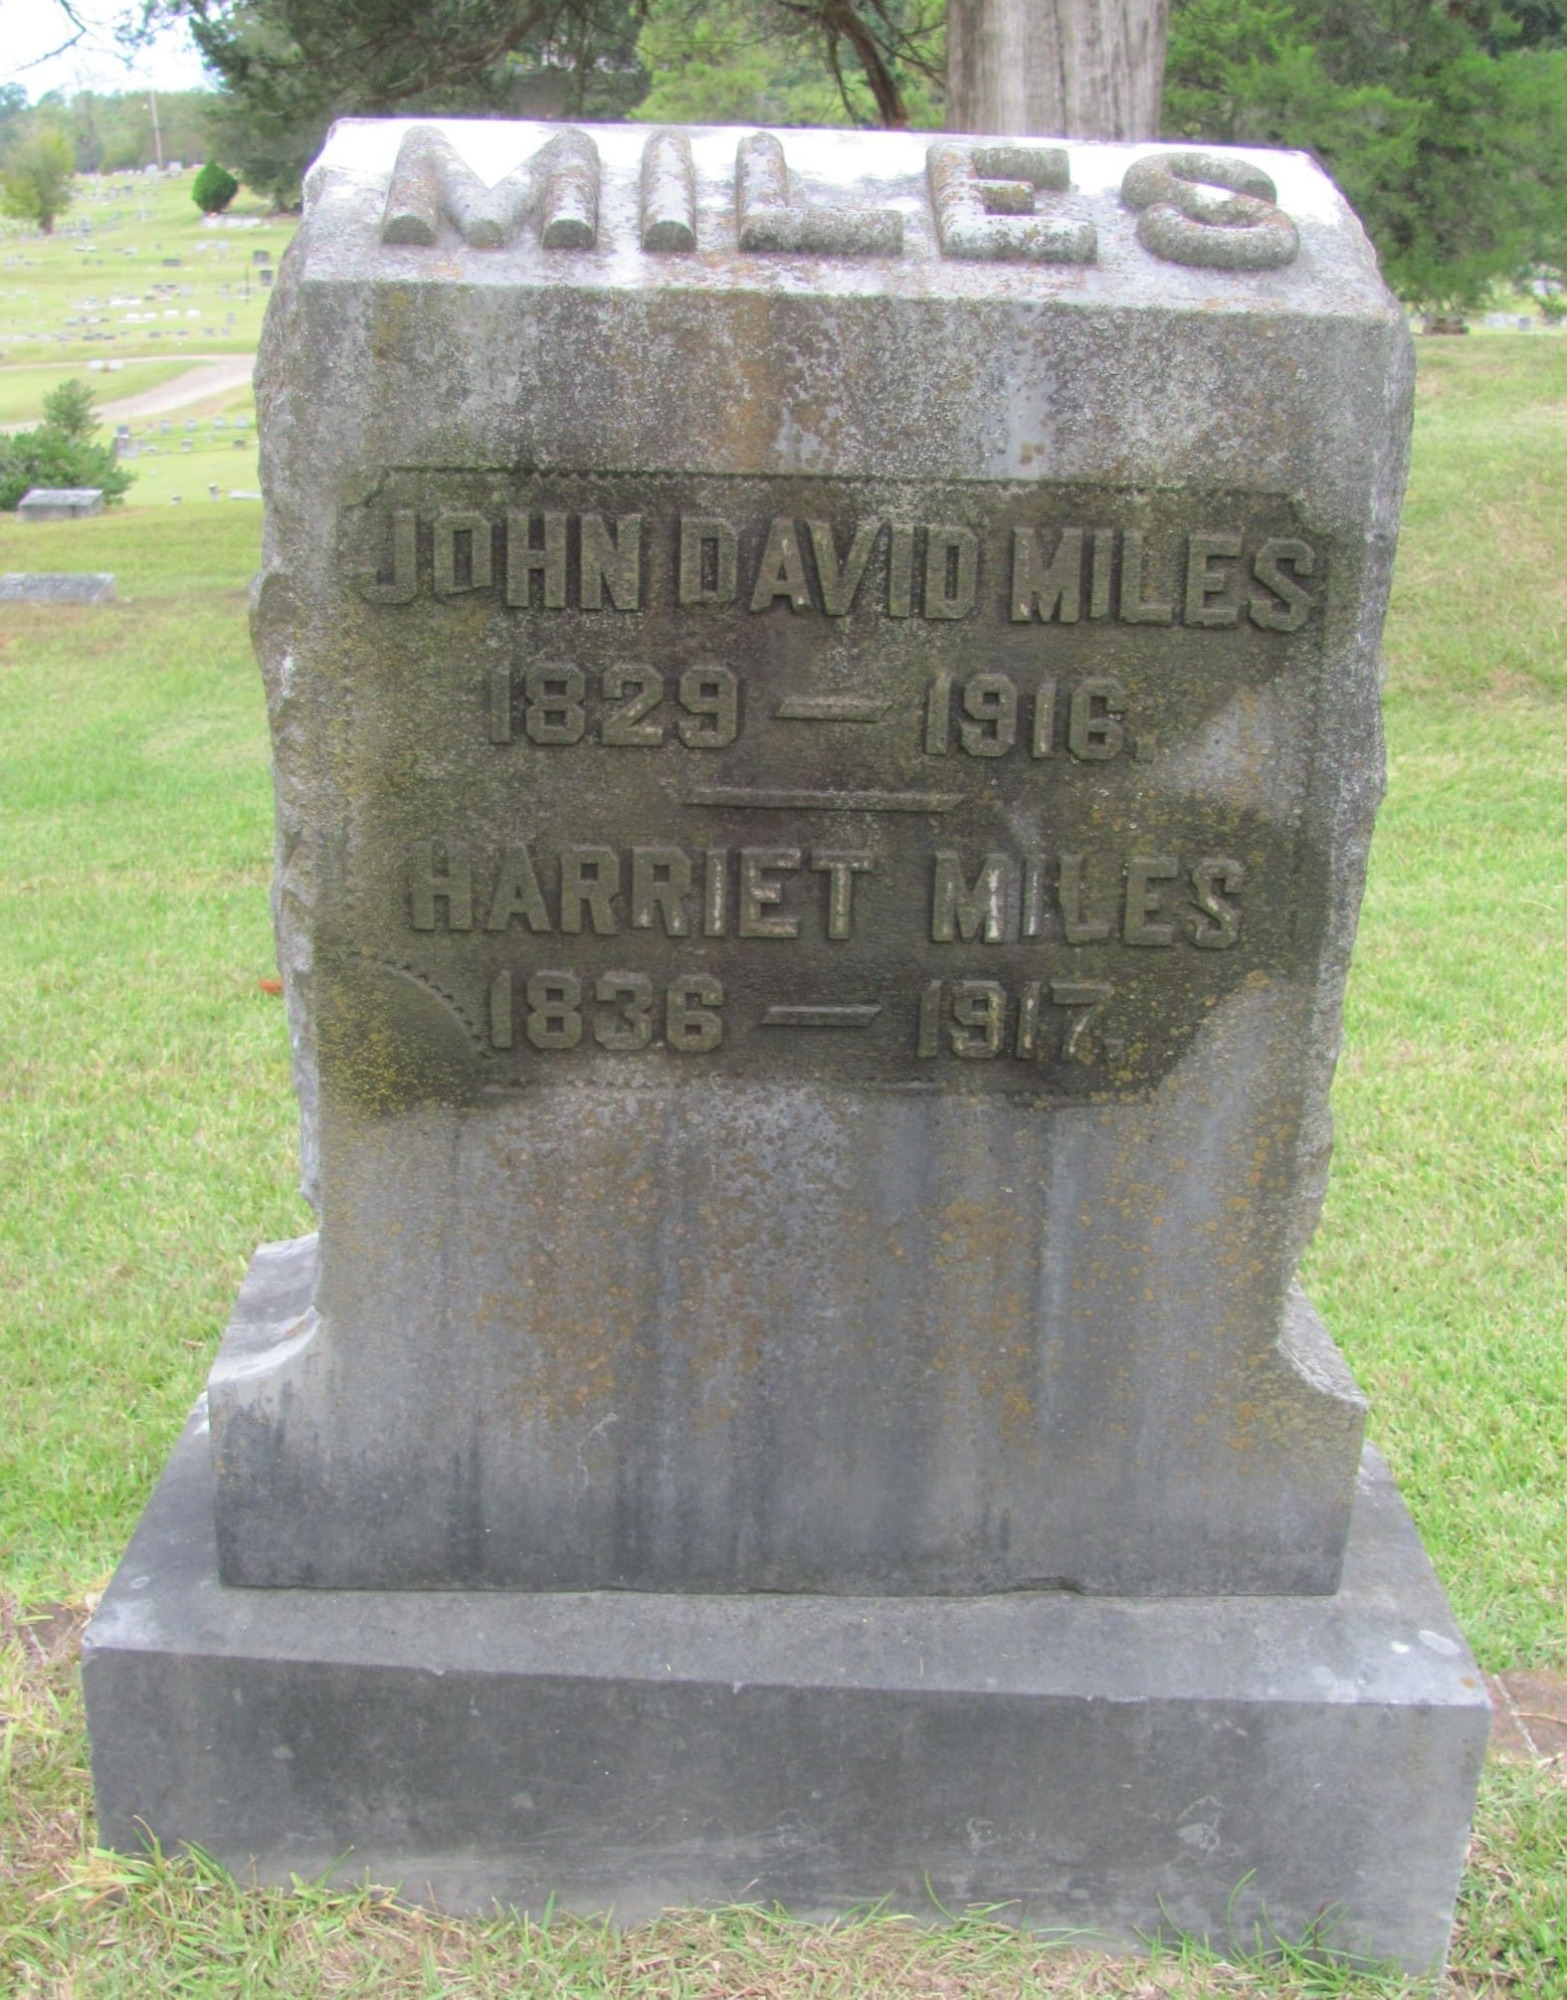 MILES
JOHN DAVID MILES
1829 — 1916.
HARRIET MILES
1836 — 1917.